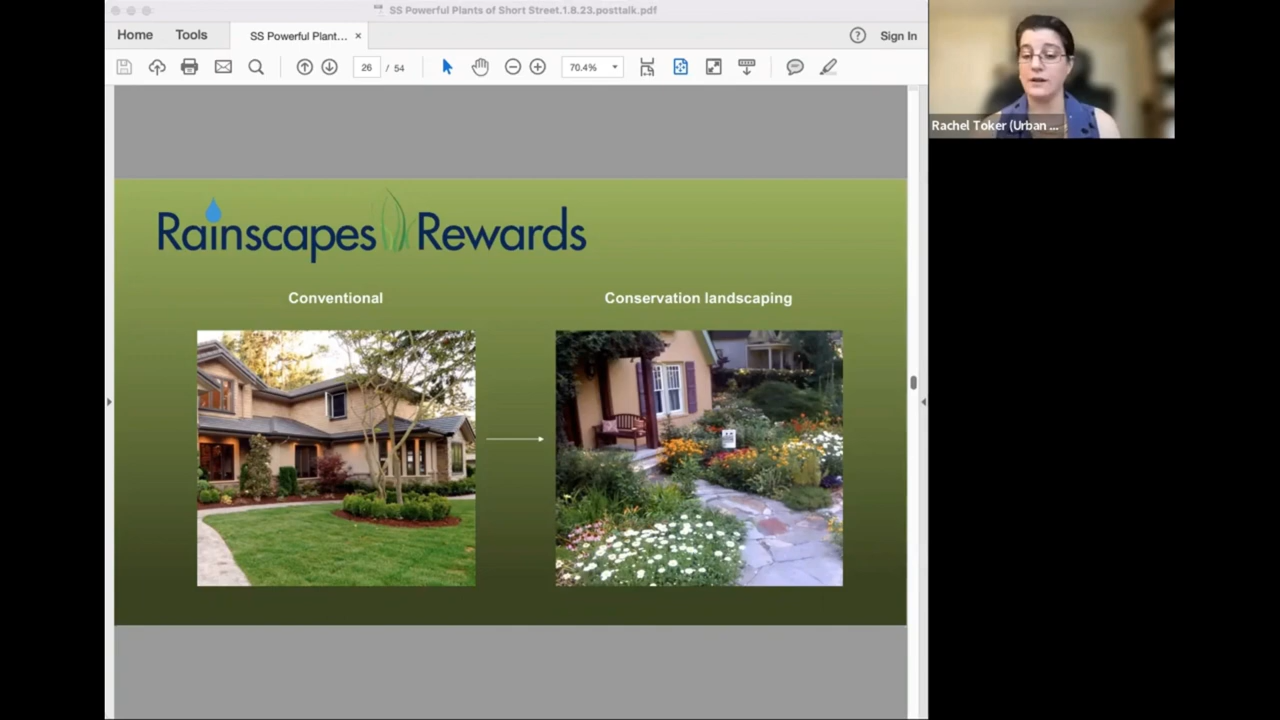 SS Powerful Plants of Short Street.1.8.23.posttalk.pdf
Home Tools SS Powerful Plant... × Sign In
26 / 54 70.4%
Rachel Toker (Urban ...
Rainscapes Rewards
Conventional Conservation landscaping